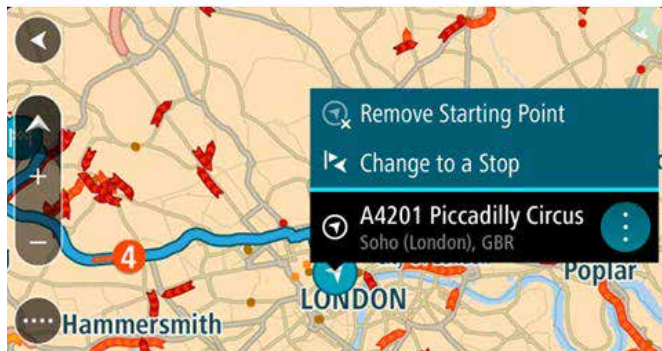 Remove Starting Point
Change to a Stop
A4201 Piccadilly Circus
Soho (London), GBR
4
Poplar
LONDON
Hammersmith